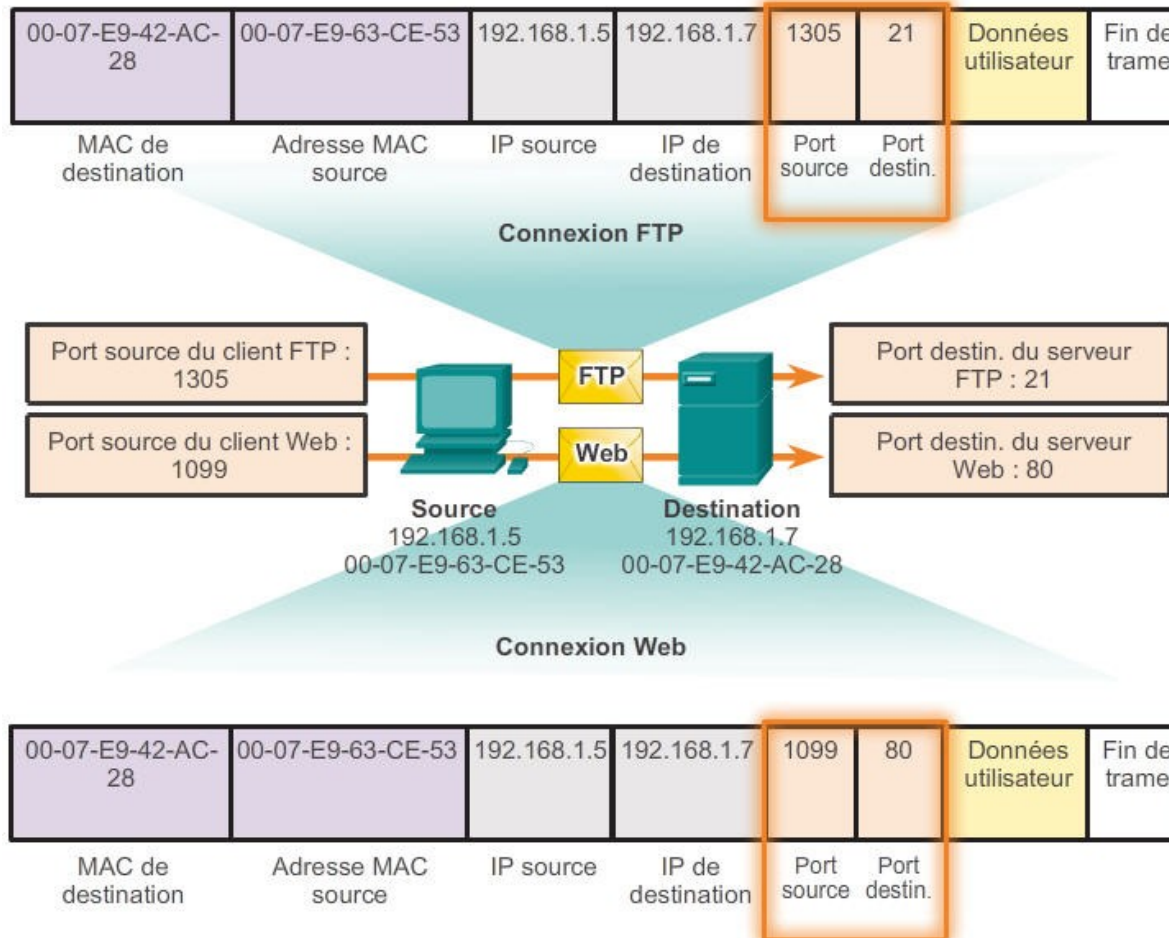 00-07-E9-42-AC-
28
00-07-E9-63-CE-53
192.168.1.5
192.168.1.7
1305
21
Données
utilisateur
Fin de
trame
MAC de
destination
Adresse MAC
source
IP source
IP de
destination
Port
source
Port
destin.
Connexion FTP
Port source du client FTP :
1305
FTP
Port destin. du serveur
FTP : 21
Port source du client Web :
1099
Web
Port destin. du serveur
Web : 80
Source
192.168.1.5
00-07-E9-63-CE-53
Destination
192.168.1.7
00-07-E9-42-AC-28
Connexion Web
00-07-E9-42-AC-
28
00-07-E9-63-CE-53
192.168.1.5
192.168.1.7
1099
80
Données
utilisateur
Fin de
trame
MAC de
destination
Adresse MAC
source
IP source
IP de
destination
Port
source
Port
destin.